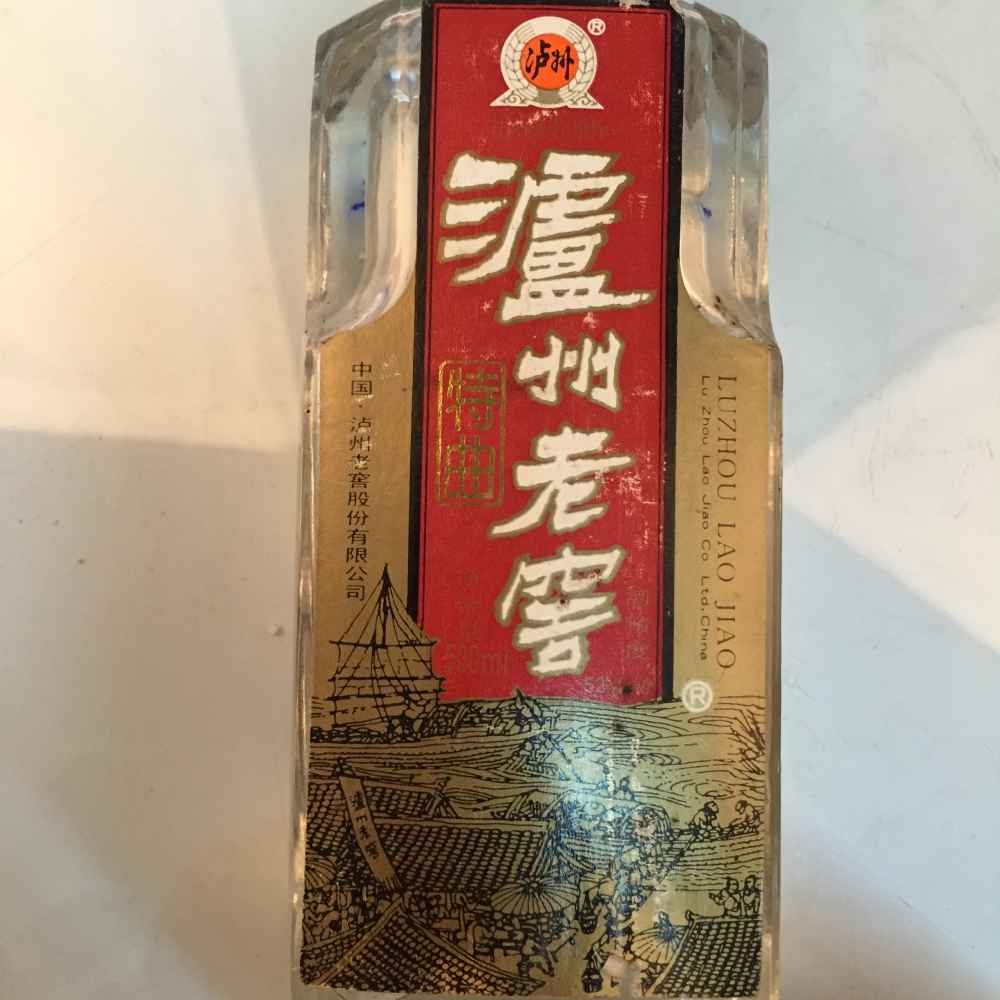 泸州
®
瀘州老窖
特曲
中国·泸州老窖股份有限公司
LUZHOU LAO JIAO
Lu Zhou Lao Jiao Co. Ltd. China
500ml
®